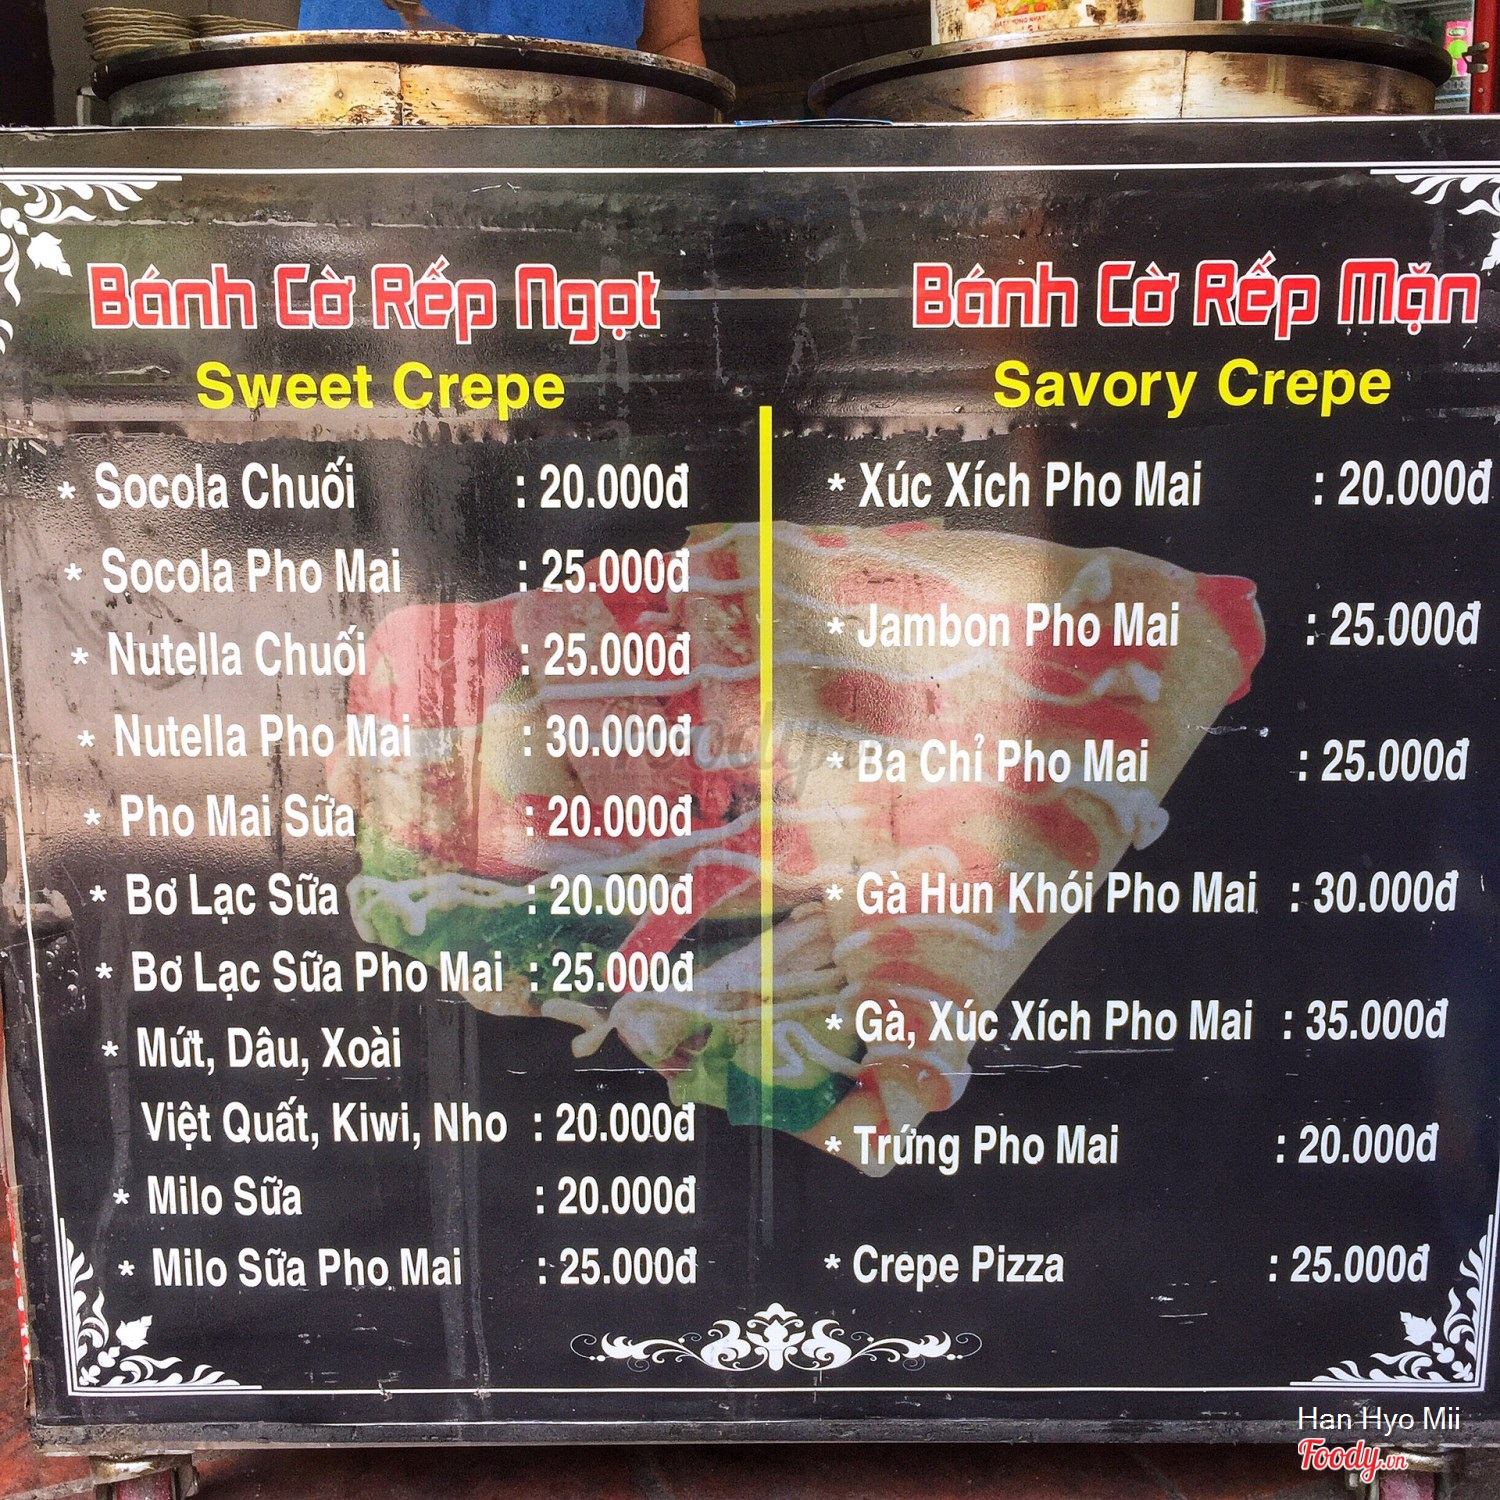 Bánh Cờ Rếp Ngọt
Sweet Crepe
* Socola Chuối : 20.000đ
* Socola Pho Mai : 25.000đ
* Nutella Chuối : 25.000đ
* Nutella Pho Mai : 30.000đ
* Pho Mai Sữa : 20.000đ
* Bơ Lạc Sữa : 20.000đ
* Bơ Lạc Sữa Pho Mai : 25.000đ
* Mứt, Dâu, Xoài
Việt Quất, Kiwi, Nho : 20.000đ
* Milo Sữa : 20.000đ
* Milo Sữa Pho Mai : 25.000đ
Bánh Cờ Rếp Mặn
Savory Crepe
* Xúc Xích Pho Mai : 20.000đ
* Jambon Pho Mai : 25.000đ
* Ba Chỉ Pho Mai : 25.000đ
* Gà Hun Khói Pho Mai : 30.000đ
* Gà, Xúc Xích Pho Mai : 35.000đ
* Trứng Pho Mai : 20.000đ
* Crepe Pizza : 25.000đ
Han Hyo Mii
Foody.vn